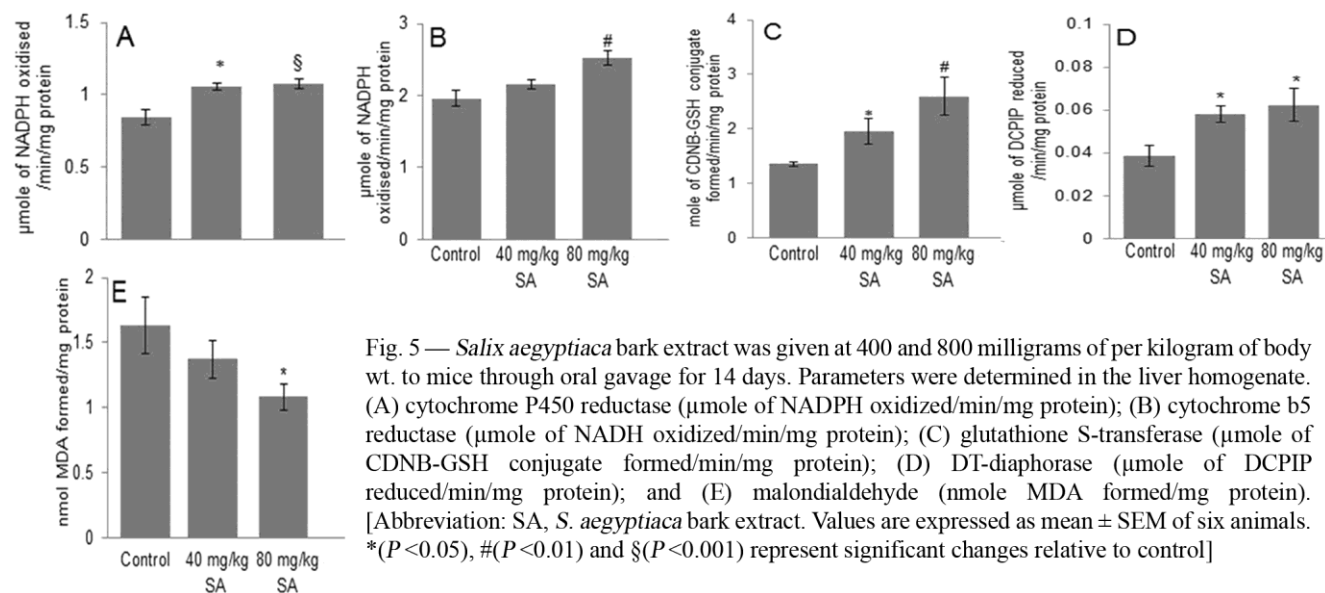 A
µmole of NADPH oxidised
/min/mg protein
1.5
1
0.5
0
*
§
B
µmole of NADPH
oxidised/min/mg protein
3
2
1
0
#
Control
40 mg/kg
SA
80 mg/kg
SA
C
mole of CDNB-GSH conjugate
formed/min/mg protein
4
3
2
1
0
*
#
Control
40 mg/kg
SA
80 mg/kg
SA
D
µmole of DCPIP reduced
/min/mg protein
0.1
0.08
0.06
0.04
0.02
0
*
*
Control
40 mg/kg
SA
80 mg/kg
SA
E
nmol MDA formed/mg protein
2
1.5
1
0.5
0
*
Control
40 mg/kg
SA
80 mg/kg
SA
Fig. 5 — Salix aegyptiaca bark extract was given at 400 and 800 milligrams of per kilogram of body
wt. to mice through oral gavage for 14 days. Parameters were determined in the liver homogenate.
(A) cytochrome P450 reductase (µmole of NADPH oxidized/min/mg protein); (B) cytochrome b5
reductase (µmole of NADH oxidized/min/mg protein); (C) glutathione S-transferase (µmole of
CDNB-GSH conjugate formed/min/mg protein); (D) DT-diaphorase (µmole of DCPIP
reduced/min/mg protein); and (E) malondialdehyde (nmole MDA formed/mg protein).
[Abbreviation: SA, S. aegyptiaca bark extract. Values are expressed as mean ± SEM of six animals.
*(P <0.05), #(P <0.01) and §(P <0.001) represent significant changes relative to control]